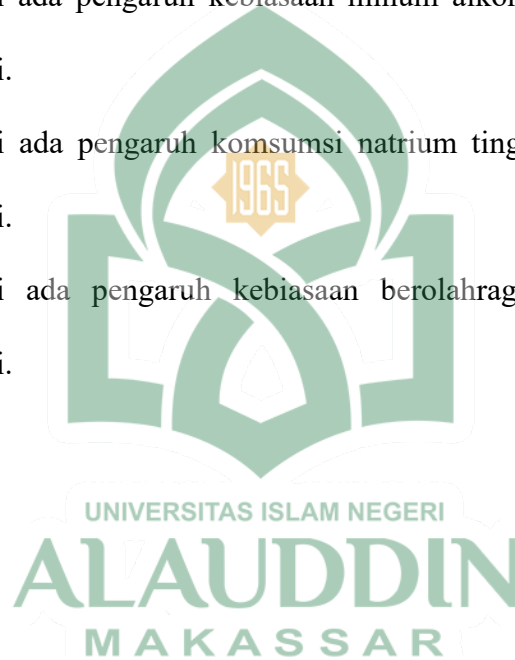 i ada pengaruh kebiasaan minum alko
i.
i ada pengaruh komsumsi natrium ting
1965
i.
i ada pengaruh kebiasaan berolahrag
i.
UNIVERSITAS ISLAM NEGERI
ALAUDDIN
MAKASSAR